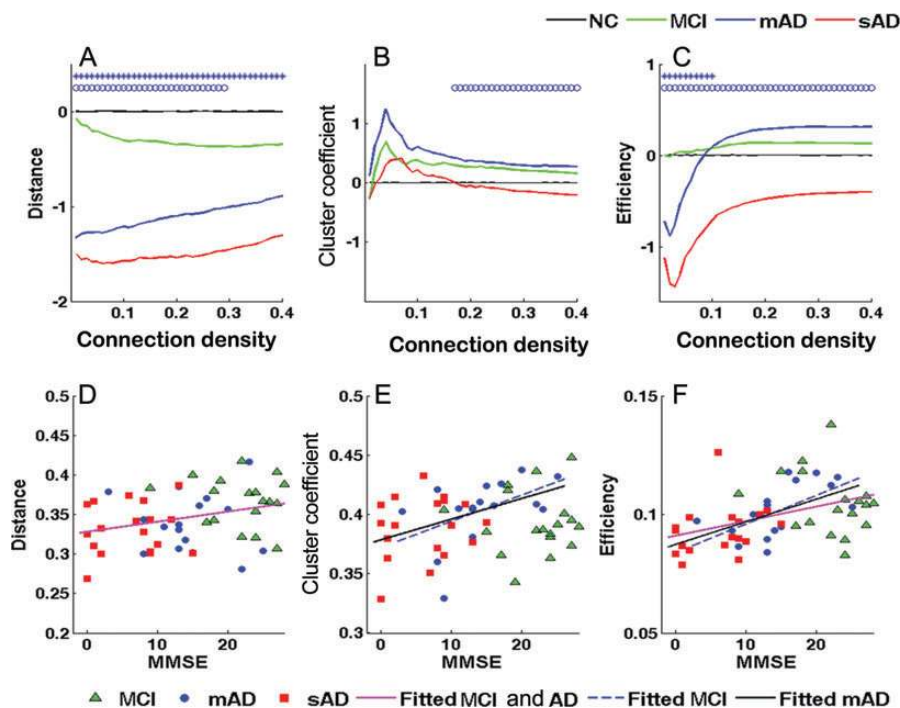 NC MCI mAD sAD
A B C
0
-1
-2
Distance
0.1 0.2 0.3 0.4
Connection density
1
0
-1
Cluster coefficient
0.1 0.2 0.3 0.4
Connection density
1
0
-1
Efficiency
0.1 0.2 0.3 0.4
Connection density
D E F
0.5
0.45
0.4
0.35
0.3
0.25
0.2
Distance
0 10 20
MMSE
0.5
0.45
0.4
0.35
0.3
Cluster coefficient
0 10 20
MMSE
0.15
0.1
0.05
Efficiency
0 10 20
MMSE
MCI mAD sAD Fitted MCI and AD Fitted MCI Fitted mAD